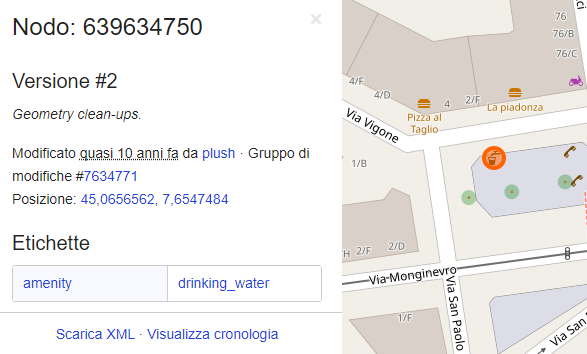 Nodo: 639634750
×
Versione #2
Geometry clean-ups.
Modificato quasi 10 anni fa da plush · Gruppo di
modifiche #7634771
Posizione: 45,0656562, 7,6547484
Etichette
amenity drinking_water
Scarica XML · Visualizza cronologia
76
76/B
76/C
4/F
4/D
4
2/F
La piadonza
Pizza al
Taglio
Via Vigone
1/B
2/F
2/D
Via Monginevro
Via San Paolo
1/F